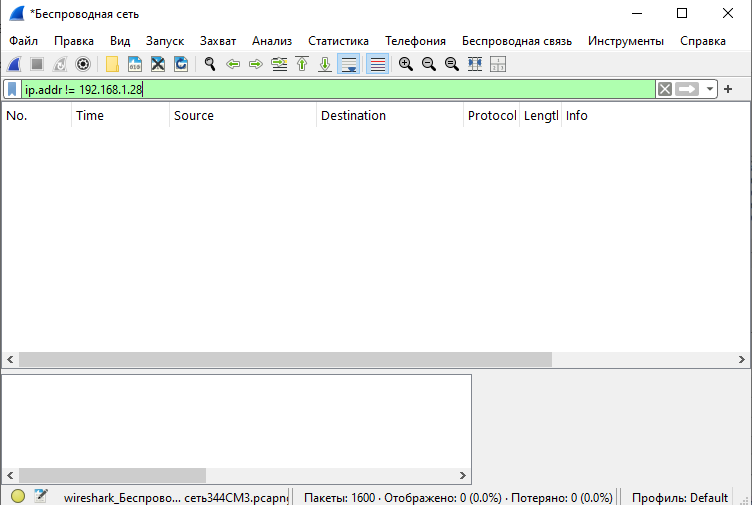 *Беспроводная сеть
Файл Правка Вид Запуск Захват Анализ Статистика Телефония Беспроводная связь Инструменты Справка
ip.addr != 192.168.1.28
No. Time Source Destination Protocol Lengtl Info
wireshark_Беспрово... сеть344CM3.pcapng Пакеты: 1600 · Отображено: 0 (0.0%) · Потеряно: 0 (0.0%) Профиль: Default